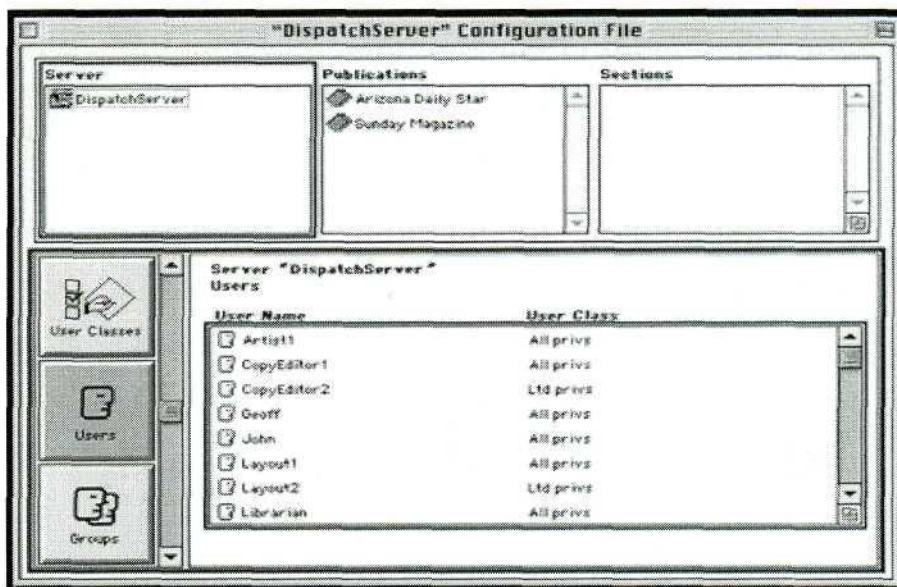 "DispatchServer" Configuration File
Server
DispatchServer
Publications
Arizona Daily Star
Sunday Magazine
Sections
User Classes
Users
Groups
Server "DispatchServer"
Users
User Name User Class
Artist1 All privs
CopyEditor1 All privs
CopyEditor2 Ltd privs
Geoff All privs
John All privs
Layout1 All privs
Layout2 Ltd privs
Librarian All privs